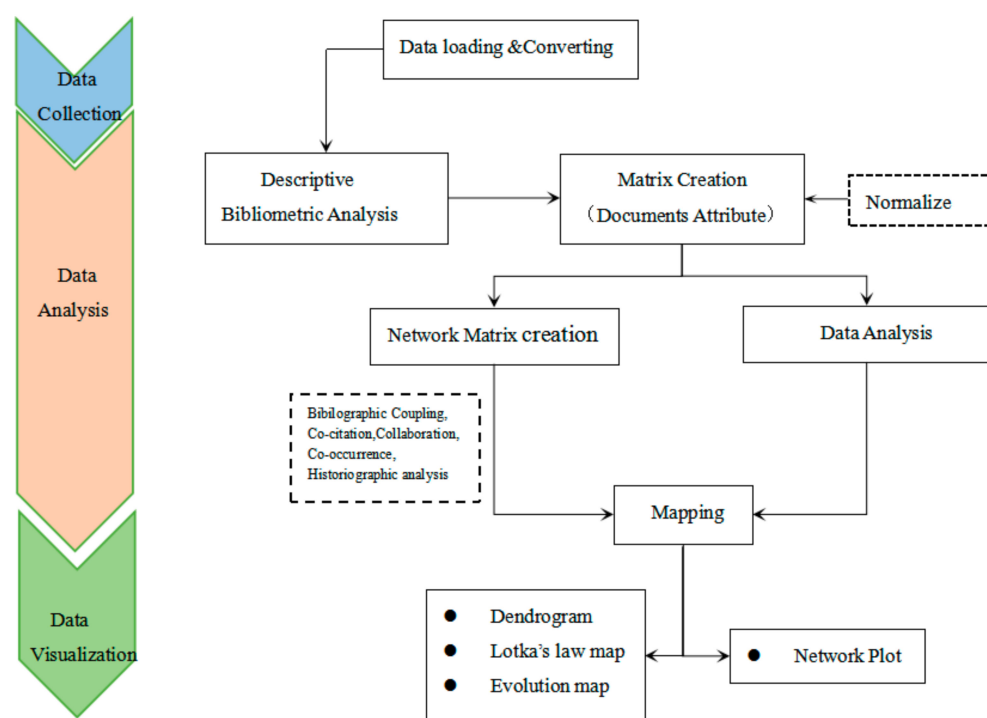 Data
Collection
Data
Analysis
Data
Visualization
Data loading &Converting
Descriptive
Bibliometric Analysis
Matrix Creation
（Documents Attribute）
Normalize
Network Matrix creation
Data Analysis
Bibilographic Coupling,
Co-citation,Collaboration,
Co-occurrence,
Historiographic analysis
Mapping
● Dendrogram
● Lotka's law map
● Evolution map
● Network Plot